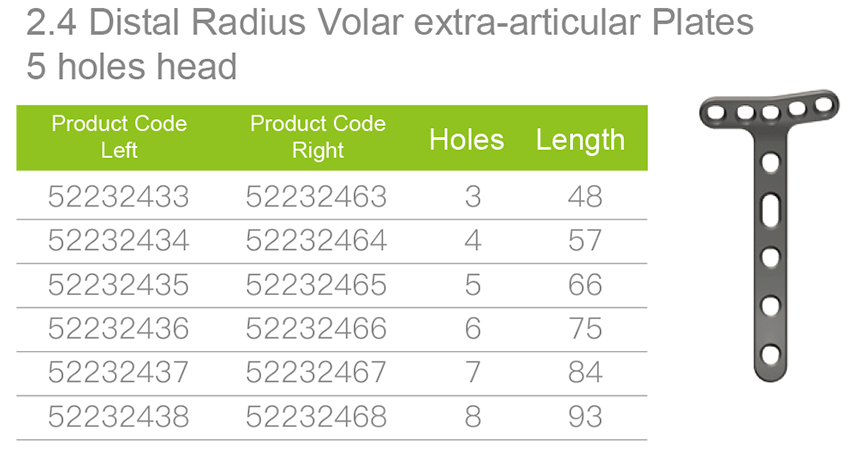 2.4 Distal Radius Volar extra-articular Plates
5 holes head
Product Code Left Product Code Right Holes Length
52232433 52232463 3 48
52232434 52232464 4 57
52232435 52232465 5 66
52232436 52232466 6 75
52232437 52232467 7 84
52232438 52232468 8 93